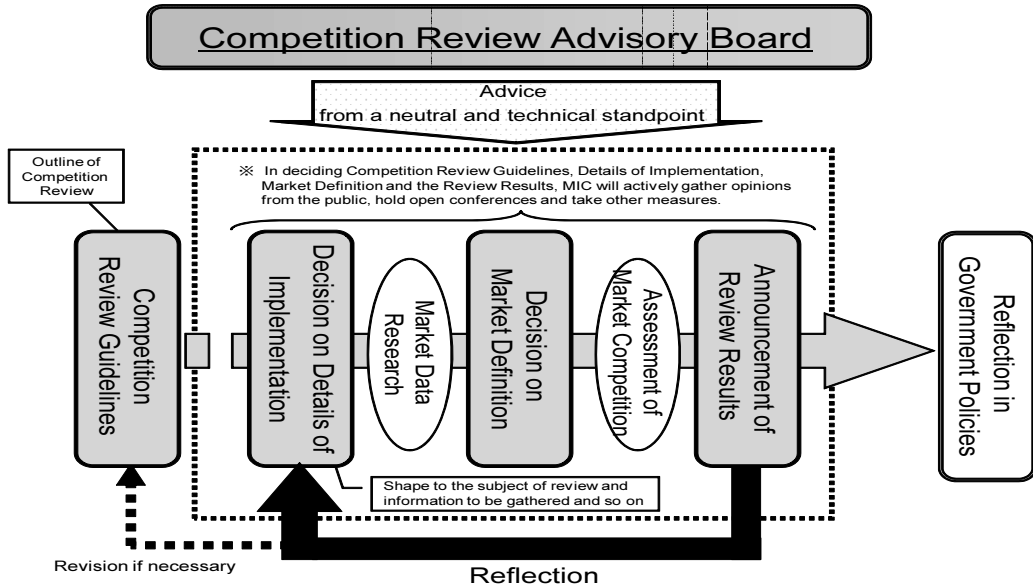 Competition Review Advisory Board
Advice
from a neutral and technical standpoint
Outline of
Competition
Review
※ In deciding Competition Review Guidelines, Details of Implementation,
Market Definition and the Review Results, MIC will actively gather opinions
from the public, hold open conferences and take other measures.
Competition
Review Guidelines
Decision on Details of
Implementation
Market Data
Research
Decision on
Market Definition
Assessment of
Market Competition
Announcement of
Review Results
Reflection in
Government Policies
Shape to the subject of review and
information to be gathered and so on
Revision if necessary
Reflection